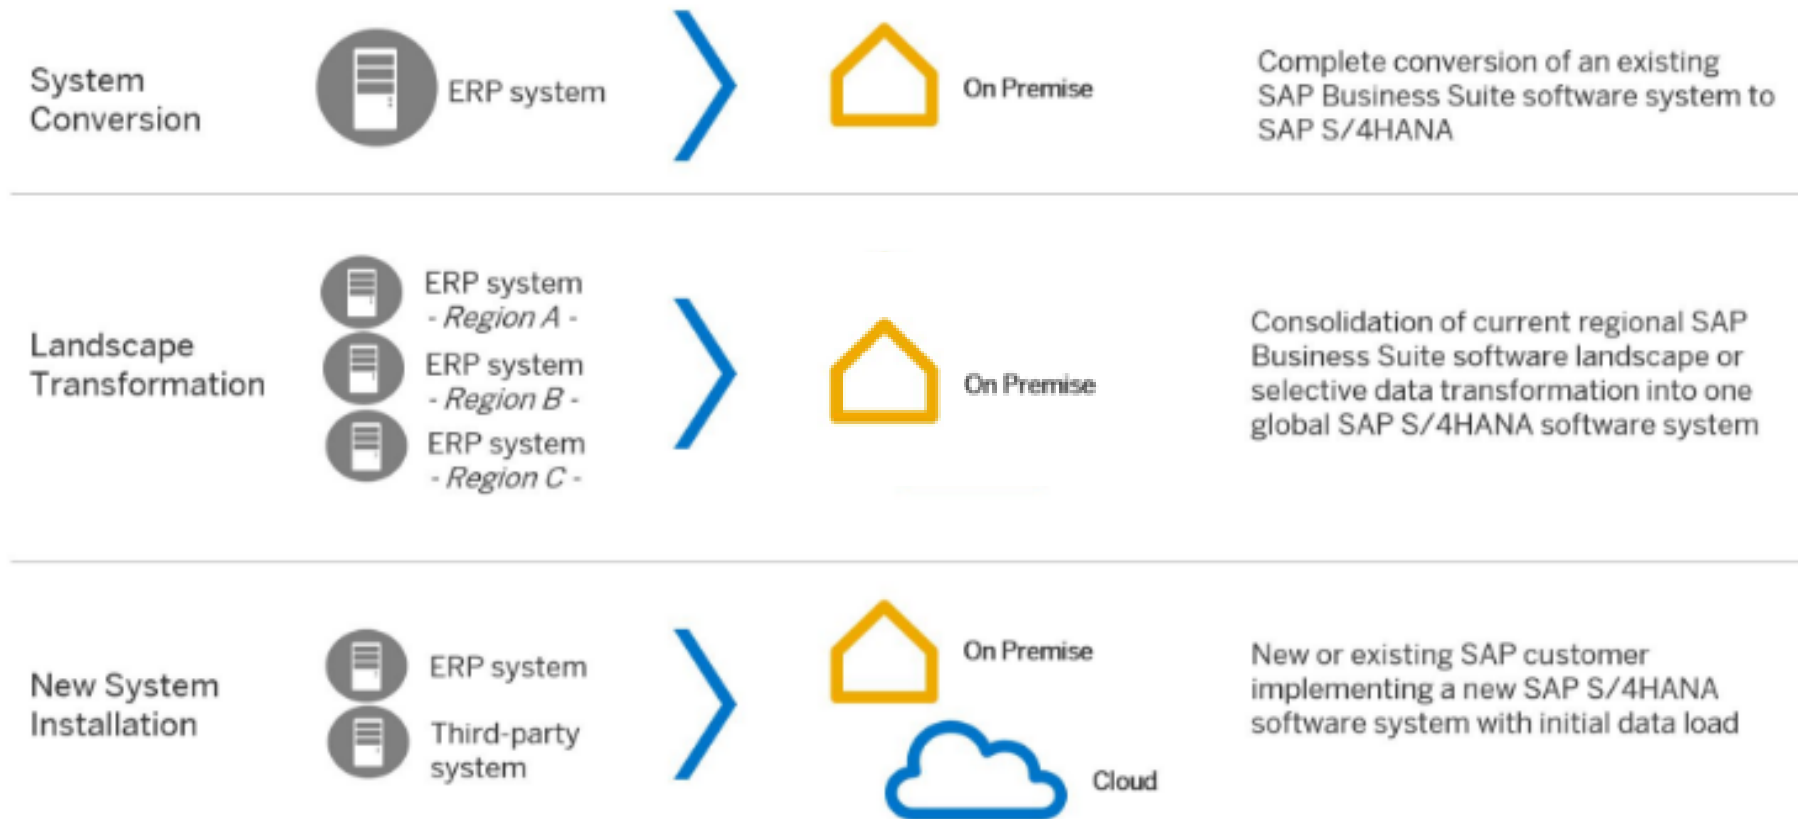 System
Conversion
ERP system
On Premise
Complete conversion of an existing
SAP Business Suite software system to
SAP S/4HANA
Landscape
Transformation
ERP system
- Region A -
ERP system
- Region B -
ERP system
- Region C -
On Premise
Consolidation of current regional SAP
Business Suite software landscape or
selective data transformation into one
global SAP S/4HANA software system
New System
Installation
ERP system
Third-party
system
On Premise
Cloud
New or existing SAP customer
implementing a new SAP S/4HANA
software system with initial data load